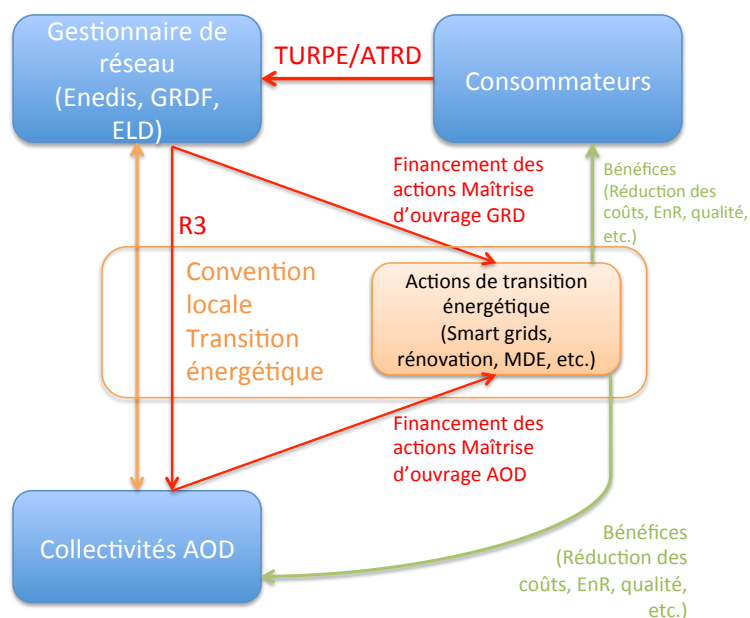 Gestionnaire de
réseau
(Enedis, GRDF,
ELD)
TURPE/ATRD
Consommateurs
Financement des
actions Maîtrise
d'ouvrage GRD
Bénéfices
(Réduction des
coûts, EnR, qualité,
etc.)
R3
Convention
locale
Transition
énergétique
Actions de transition
énergétique
(Smart grids,
rénovation, MDE, etc.)
Financement des
actions Maîtrise
d'ouvrage AOD
Collectivités AOD
Bénéfices
(Réduction des
coûts, EnR, qualité,
etc.)